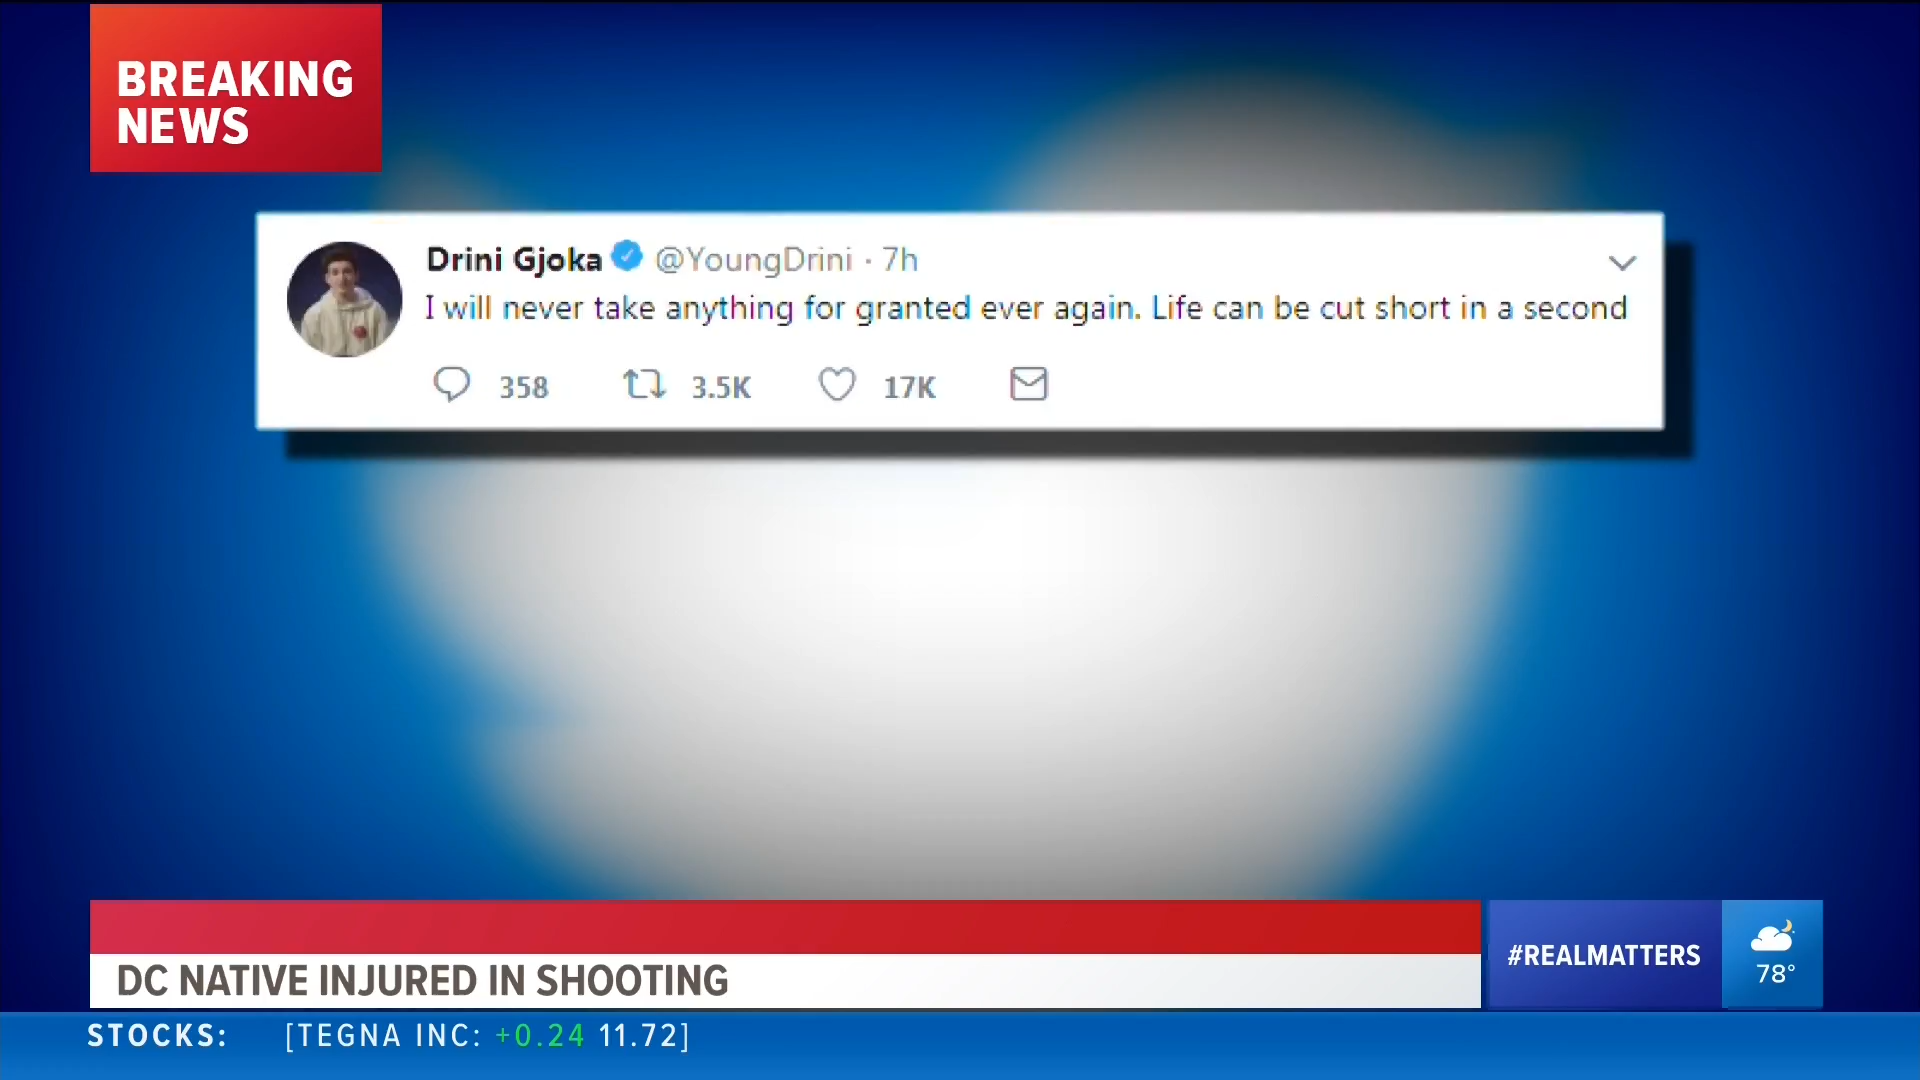 BREAKING
NEWS
Drini Gjoka @YoungDrini · 7h
I will never take anything for granted ever again. Life can be cut short in a second
358 3.5K 17K
DC NATIVE INJURED IN SHOOTING
#REALMATTERS
78°
STOCKS: [TEGNA INC: +0.24 11.72]